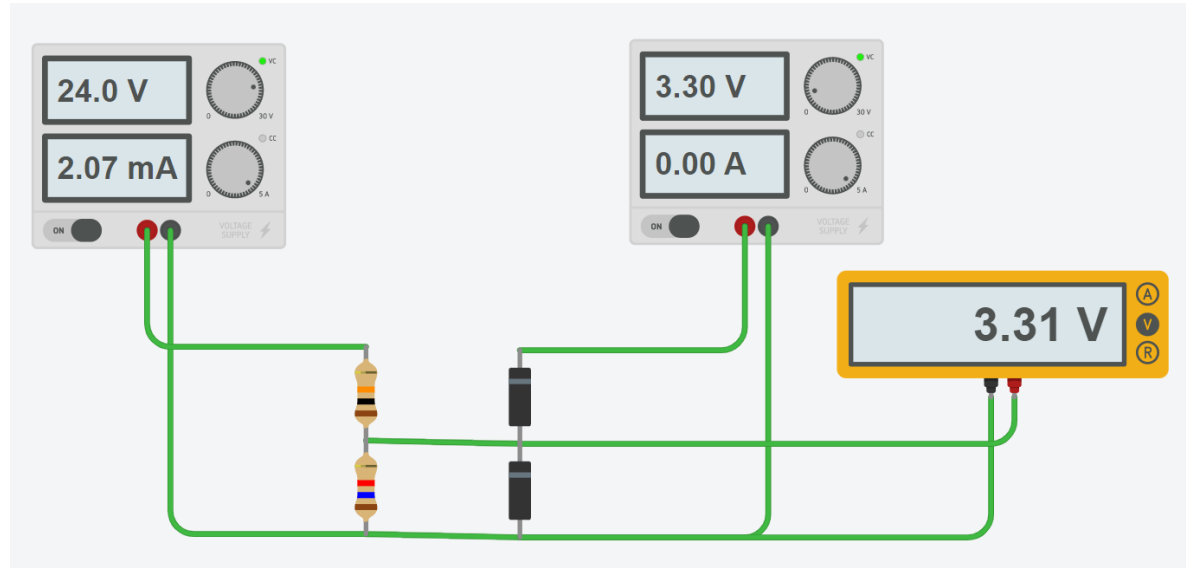 24.0 V
VC
0
30 V
2.07 mA
CC
0
5 A
ON
VOLTAGE
SUPPLY
3.30 V
VC
0
30 V
0.00 A
CC
0
5 A
ON
VOLTAGE
SUPPLY
3.31 V
A
V
R